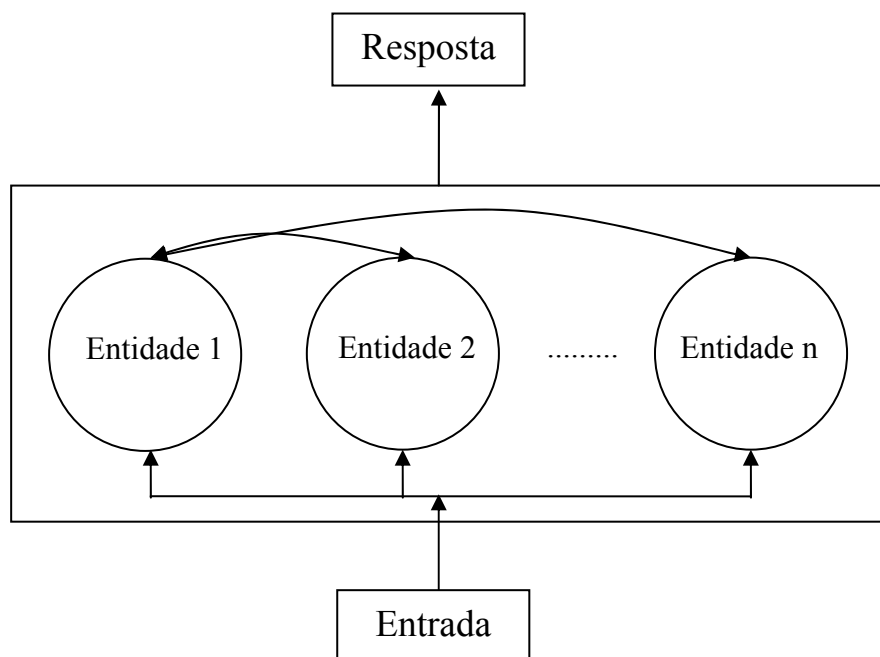 Resposta
Entidade 1
Entidade 2
.........
Entidade n
Entrada